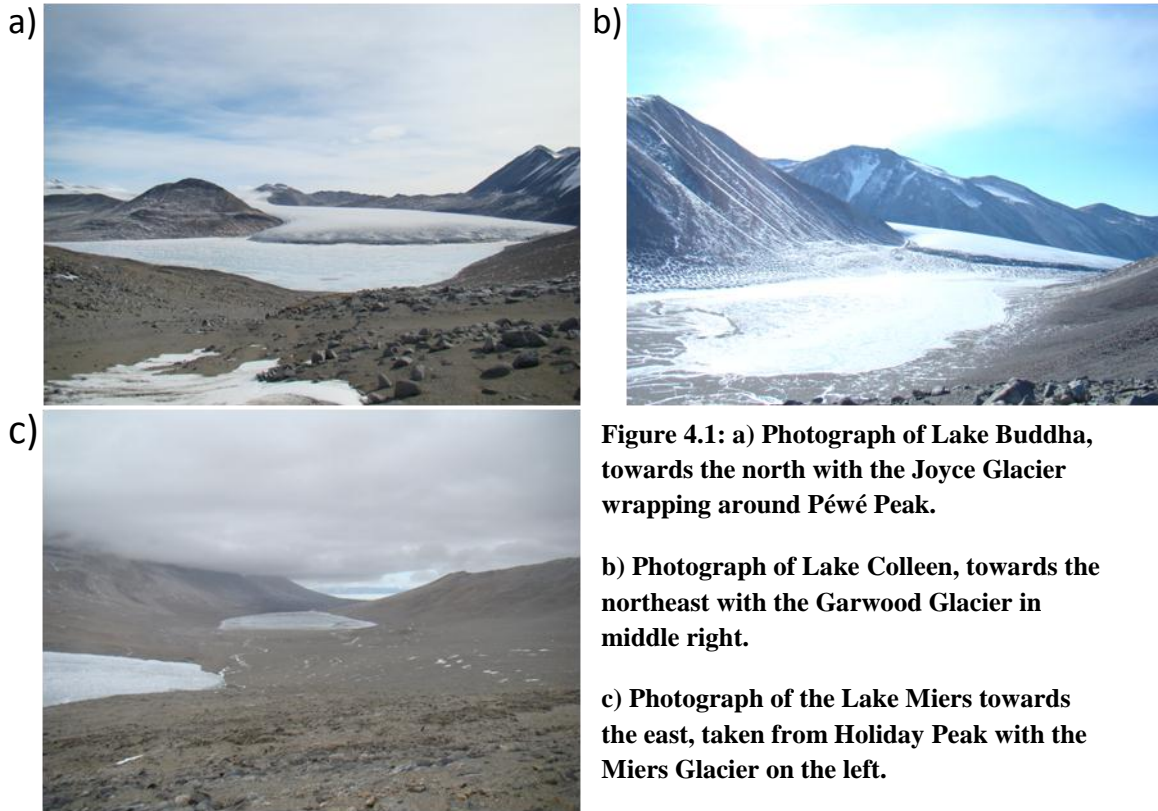 a)
b)
c)
Figure 4.1: a) Photograph of Lake Buddha,
towards the north with the Joyce Glacier
wrapping around Péwé Peak.
b) Photograph of Lake Colleen, towards the
northeast with the Garwood Glacier in
middle right.
c) Photograph of the Lake Miers towards
the east, taken from Holiday Peak with the
Miers Glacier on the left.